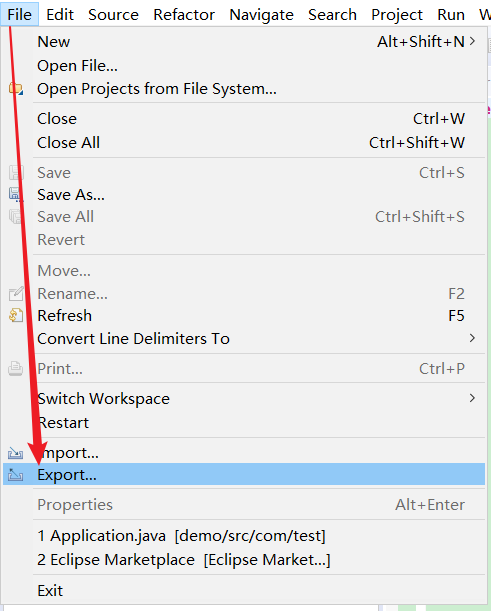 File Edit Source Refactor Navigate Search Project Run
New Alt+Shift+N
Open File...
Open Projects from File System...
Close Ctrl+W
Close All Ctrl+Shift+W
Save Ctrl+S
Save As...
Save All Ctrl+Shift+S
Revert
Move...
Rename... F2
Refresh F5
Convert Line Delimiters To
Print... Ctrl+P
Switch Workspace
Restart
Import...
Export...
Properties Alt+Enter
1 Application.java [demo/src/com/test]
2 Eclipse Marketplace [Eclipse Market...]
Exit